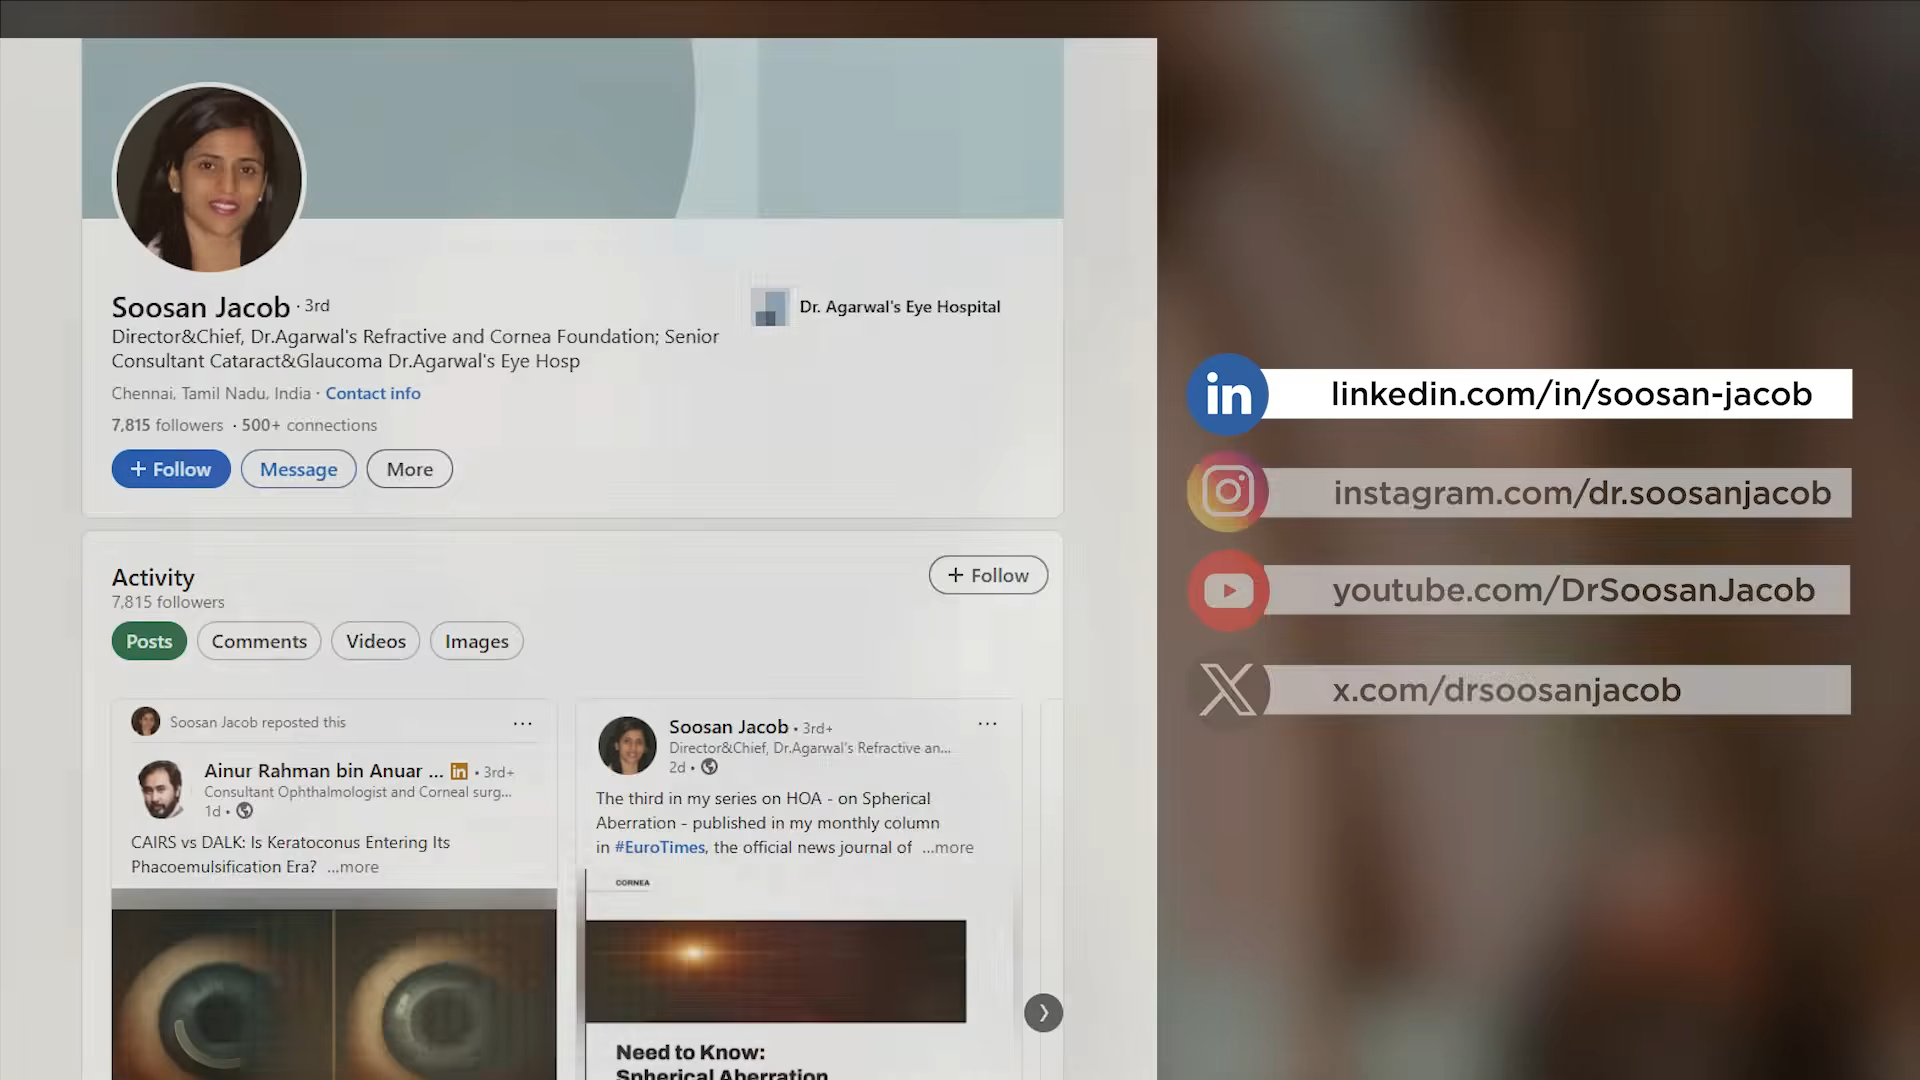 Soosan Jacob · 3rd
Director&Chief, Dr.Agarwal's Refractive and Cornea Foundation; Senior
Consultant Cataract&Glaucoma Dr.Agarwal's Eye Hosp
Chennai, Tamil Nadu, India · Contact info
7,815 followers · 500+ connections
+ Follow
Message
More
Dr. Agarwal's Eye Hospital
Activity
7,815 followers
+ Follow
Posts
Comments
Videos
Images
Soosan Jacob reposted this
...
Ainur Rahman bin Anuar ... in • 3rd+
Consultant Ophthalmologist and Corneal surg...
1d •
CAIRS vs DALK: Is Keratoconus Entering Its
Phacoemulsification Era? ...more
Soosan Jacob • 3rd+
...
Director&Chief, Dr.Agarwal's Refractive an...
2d •
The third in my series on HOA - on Spherical
Aberration - published in my monthly column
in #EuroTimes, the official news journal of ...more
CORNEA
Need to Know:
Spherical Aberration
in
linkedin.com/in/soosan-jacob
instagram.com/dr.soosanjacob
youtube.com/DrSoosanJacob
X
x.com/drsoosanjacob